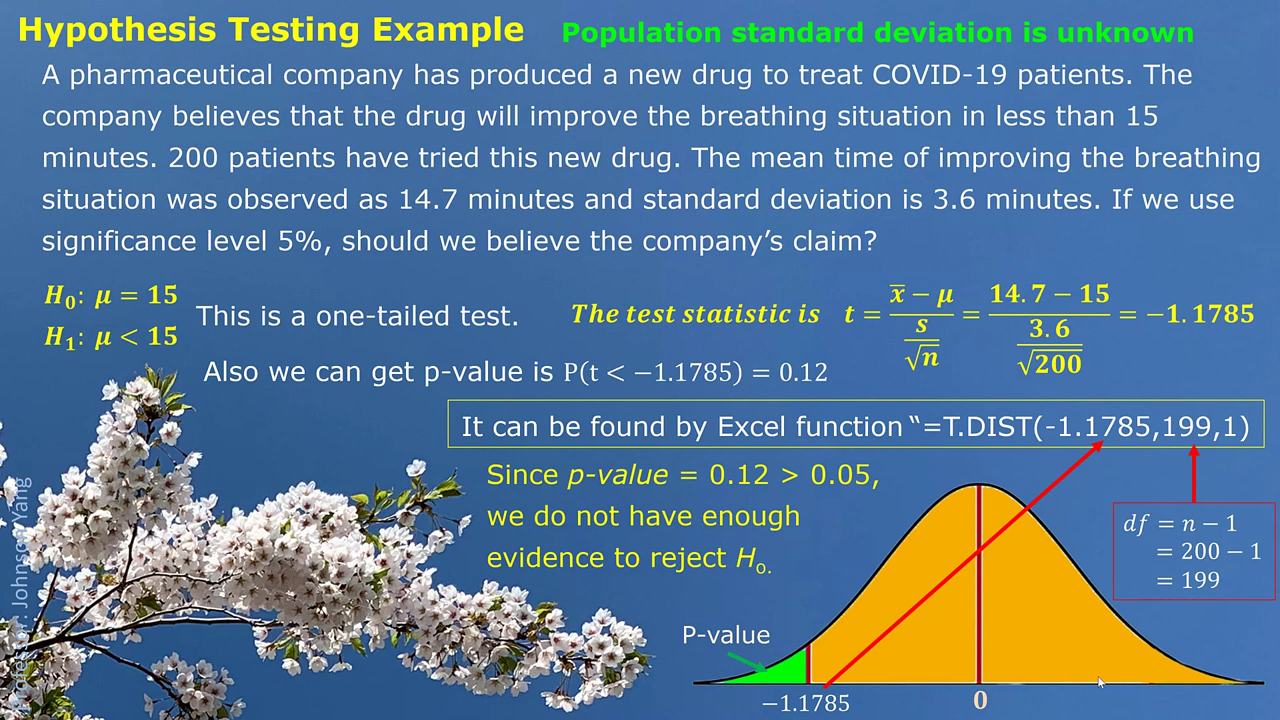 Hypothesis Testing Example
Population standard deviation is unknown
A pharmaceutical company has produced a new drug to treat COVID-19 patients. The
company believes that the drug will improve the breathing situation in less than 15
minutes. 200 patients have tried this new drug. The mean time of improving the breathing
situation was observed as 14.7 minutes and standard deviation is 3.6 minutes. If we use
significance level 5%, should we believe the company’s claim?
H₀: μ = 15
H₁: μ < 15
This is a one-tailed test.
The test statistic is t = (x̄ − μ)/(s/√n) = (14.7 − 15)/(3.6/√200) = −1.1785
Also we can get p-value is P(t < −1.1785) = 0.12
It can be found by Excel function “=T.DIST(-1.1785,199,1)
Since p-value = 0.12 > 0.05,
we do not have enough
evidence to reject Hₒ.
df = n − 1
= 200 − 1
= 199
P-value
−1.1785
0
Professor: Johnson Yang